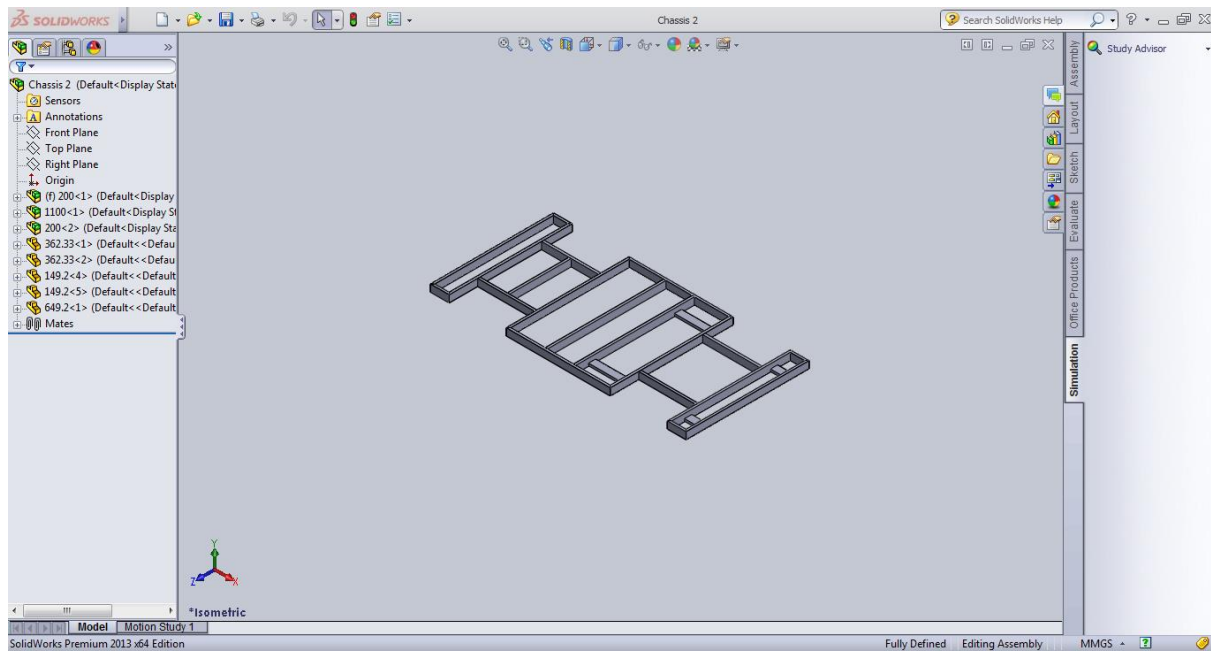 SOLIDWORKS
Chassis 2
Search SolidWorks Help
Chassis 2 (Default<Display Stat
Sensors
Annotations
Front Plane
Top Plane
Right Plane
Origin
(f) 200<1> (Default<Display
1100<1> (Default<Display St
200<2> (Default<Display Sta
362.33<1> (Default<<Defau
362.33<2> (Default<<Defau
149.2<4> (Default<<Default
149.2<5> (Default<<Default
649.2<1> (Default<<Default
Mates
Y
Z
X
*Isometric
Assembly
Layout
Sketch
Evaluate
Office Products
Simulation
Study Advisor
Model
Motion Study 1
SolidWorks Premium 2013 x64 Edition
Fully Defined
Editing Assembly
MMGS